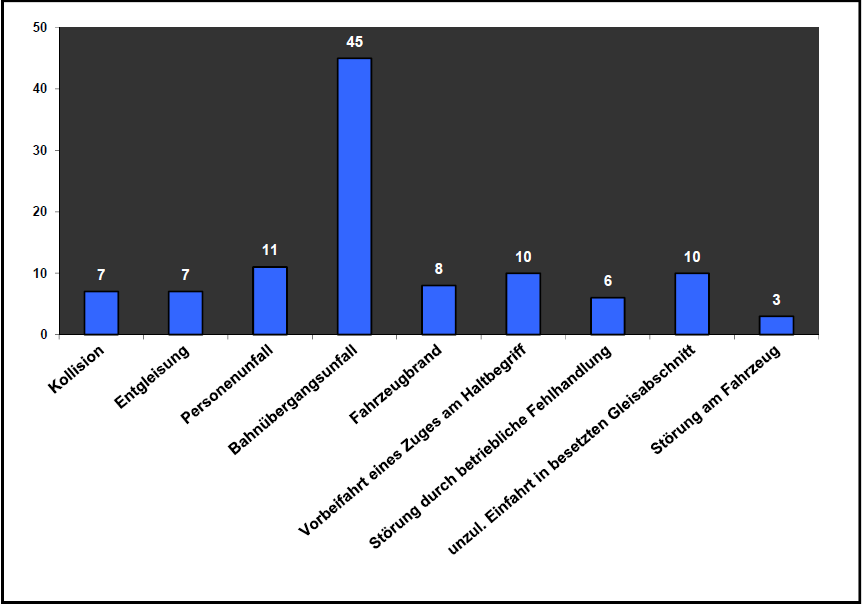 50
40
30
20
10
0
7
7
11
45
8
10
6
10
3
Kollision
Entgleisung
Personenunfall
Bahnübergangsunfall
Fahrzeugbrand
Vorbeifahrt eines Zuges am Haltbegriff
Störung durch betriebliche Fehlhandlung
unzul. Einfahrt in besetzten Gleisabschnitt
Störung am Fahrzeug